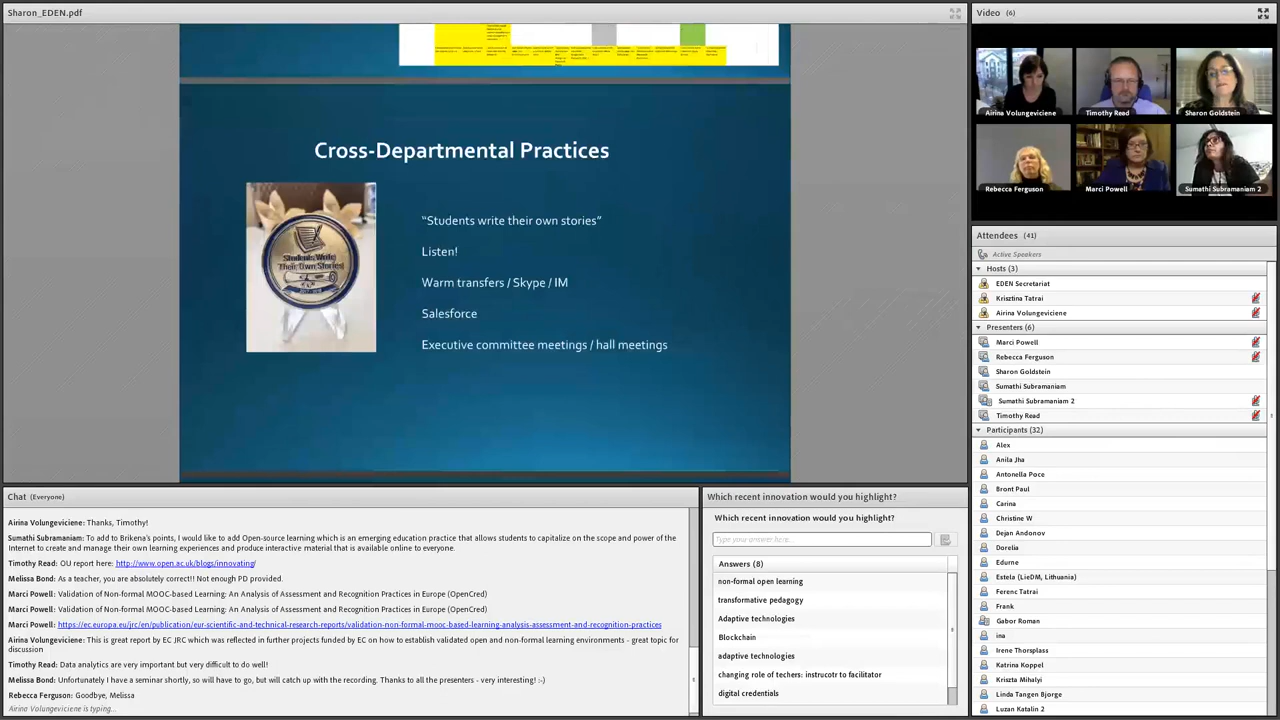 Sharon_EDEN.pdf
Cross-Departmental Practices
Students Write
Their Own Stories!
“Students write their own stories”
Listen!
Warm transfers / Skype / IM
Salesforce
Executive committee meetings / hall meetings
Video (6)
Airina Volungeviciene
Timothy Read
Sharon Goldstein
Rebecca Ferguson
Marci Powell
Sumathi Subramaniam 2
Attendees (41)
Active Speakers
Hosts (3)
EDEN Secretariat
Krisztina Tatrai
Airina Volungeviciene
Presenters (6)
Marci Powell
Rebecca Ferguson
Sharon Goldstein
Sumathi Subramaniam
Sumathi Subramaniam 2
Timothy Read
Participants (32)
Alex
Anila Jha
Antonella Poce
Bront Paul
Carina
Christine W
Dejan Andonov
Dorelia
Edurne
Estela (LieDM, Lithuania)
Ferenc Tatrai
Frank
Gabor Roman
ina
Irene Thorsplass
Katrina Koppel
Kriszta Mihalyi
Linda Tangen Bjorge
Luzan Katalin 2
Chat (Everyone)
Airina Volungeviciene: Thanks, Timothy!
Sumathi Subramaniam: To add to Brikena's points, I would like to add Open-source learning which is an emerging education practice that allows students to capitalize on the scope and power of the
Internet to create and manage their own learning experiences and produce interactive material that is available online to everyone.
Timothy Read: OU report here: http://www.open.ac.uk/blogs/innovating/
Melissa Bond: As a teacher, you are absolutely correct!! Not enough PD provided.
Marci Powell: Validation of Non-formal MOOC-based Learning: An Analysis of Assessment and Recognition Practices in Europe (OpenCred)
Marci Powell: Validation of Non-formal MOOC-based Learning: An Analysis of Assessment and Recognition Practices in Europe (OpenCred)
Marci Powell: https://ec.europa.eu/jrc/en/publication/eur-scientific-and-technical-research-reports/validation-non-formal-mooc-based-learning-analysis-assessment-and-recognition-practices
Airina Volungeviciene: This is great report by EC JRC which was reflected in further projects funded by EC on how to establish validated open and non-formal learning environments - great topic for
discussion
Timothy Read: Data analytics are very important but very difficult to do well!
Melissa Bond: Unfortunately I have a seminar shortly, so will have to go, but will catch up with the recording. Thanks to all the presenters - very interesting! :-)
Rebecca Ferguson: Goodbye, Melissa
Airina Volungeviciene is typing...
Which recent innovation would you highlight?
Which recent innovation would you highlight?
Type your answer here...
Answers (8)
non-formal open learning
transformative pedagogy
Adaptive technologies
Blockchain
adaptive technologies
changing role of techers: instrucotr to facilitator
digital credentials